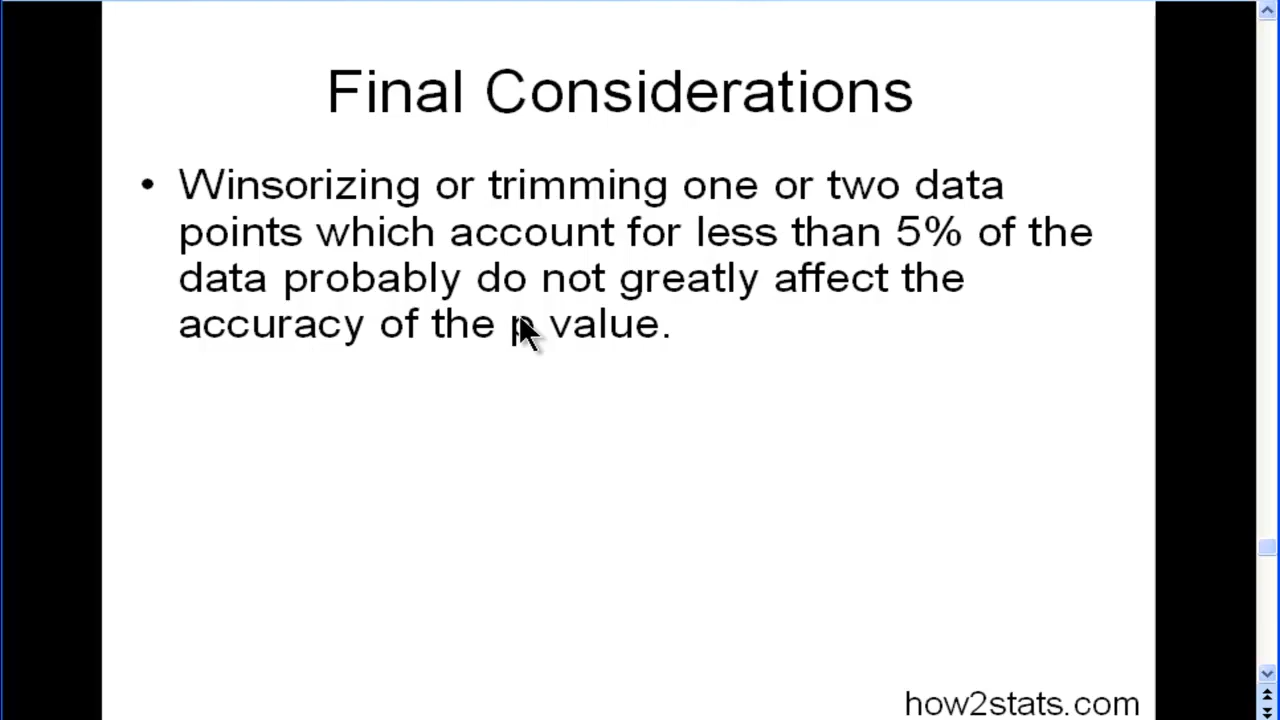 Final Considerations
• Winsorizing or trimming one or two data
points which account for less than 5% of the
data probably do not greatly affect the
accuracy of the p value.
how2stats.com